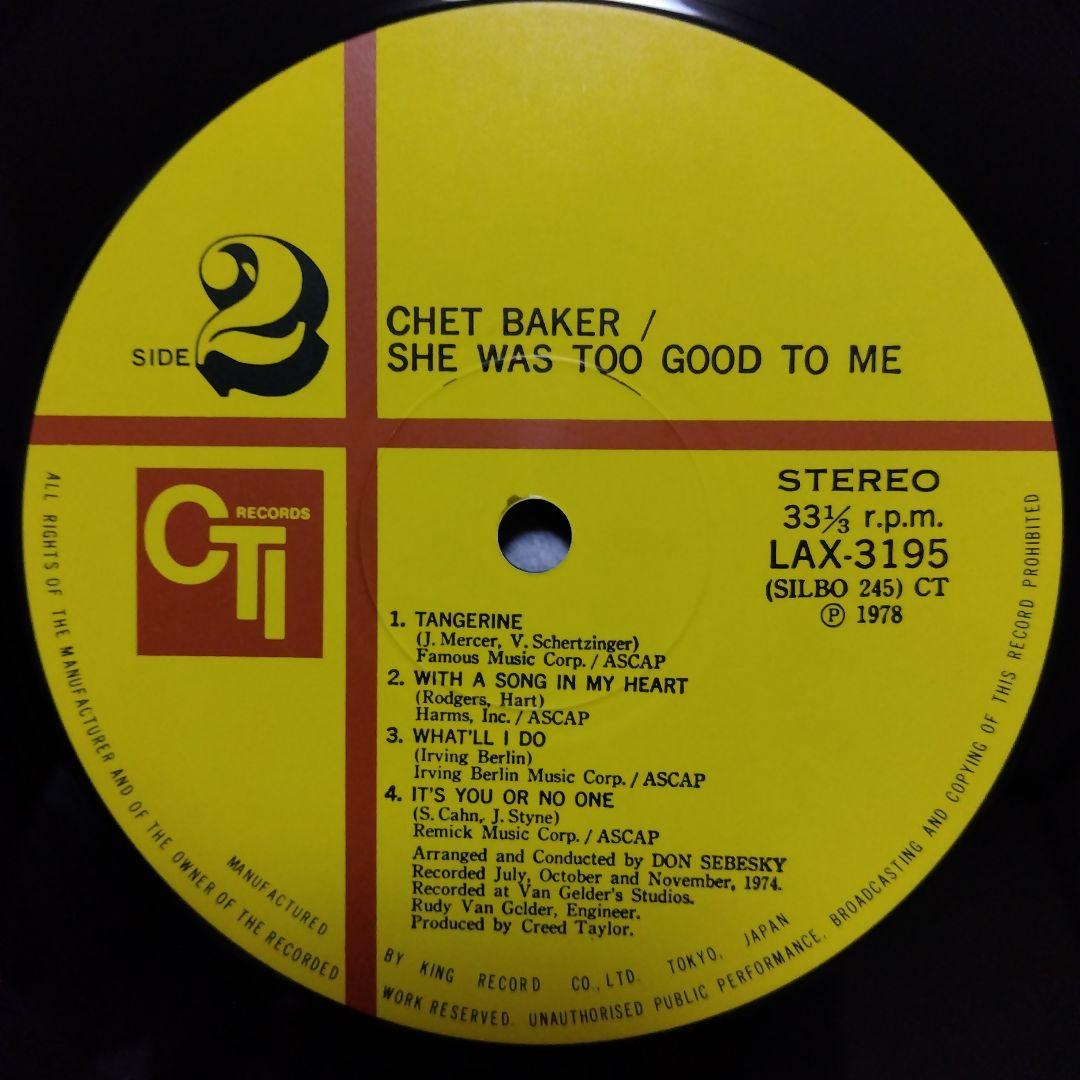 SIDE 2
CHET BAKER /
SHE WAS TOO GOOD TO ME
CTI RECORDS
STEREO
33⅓ r.p.m.
LAX-3195
(SILBO 245) CT
℗ 1978
1. TANGERINE
(J. Mercer, V. Schertzinger)
Famous Music Corp. / ASCAP
2. WITH A SONG IN MY HEART
(Rodgers, Hart)
Harms, Inc. / ASCAP
3. WHAT'LL I DO
(Irving Berlin)
Irving Berlin Music Corp. / ASCAP
4. IT'S YOU OR NO ONE
(S. Cahn, J. Styne)
Remick Music Corp. / ASCAP
Arranged and Conducted by DON SEBESKY
Recorded July, October and November, 1974.
Recorded at Van Gelder's Studios.
Rudy Van Gelder, Engineer.
Produced by Creed Taylor.
MANUFACTURED BY KING RECORD CO., LTD. TOKYO, JAPAN
ALL RIGHTS OF THE MANUFACTURER AND OF THE OWNER OF THE RECORDED WORK RESERVED. UNAUTHORISED PUBLIC PERFORMANCE, BROADCASTING AND COPYING OF THIS RECORD PROHIBITED